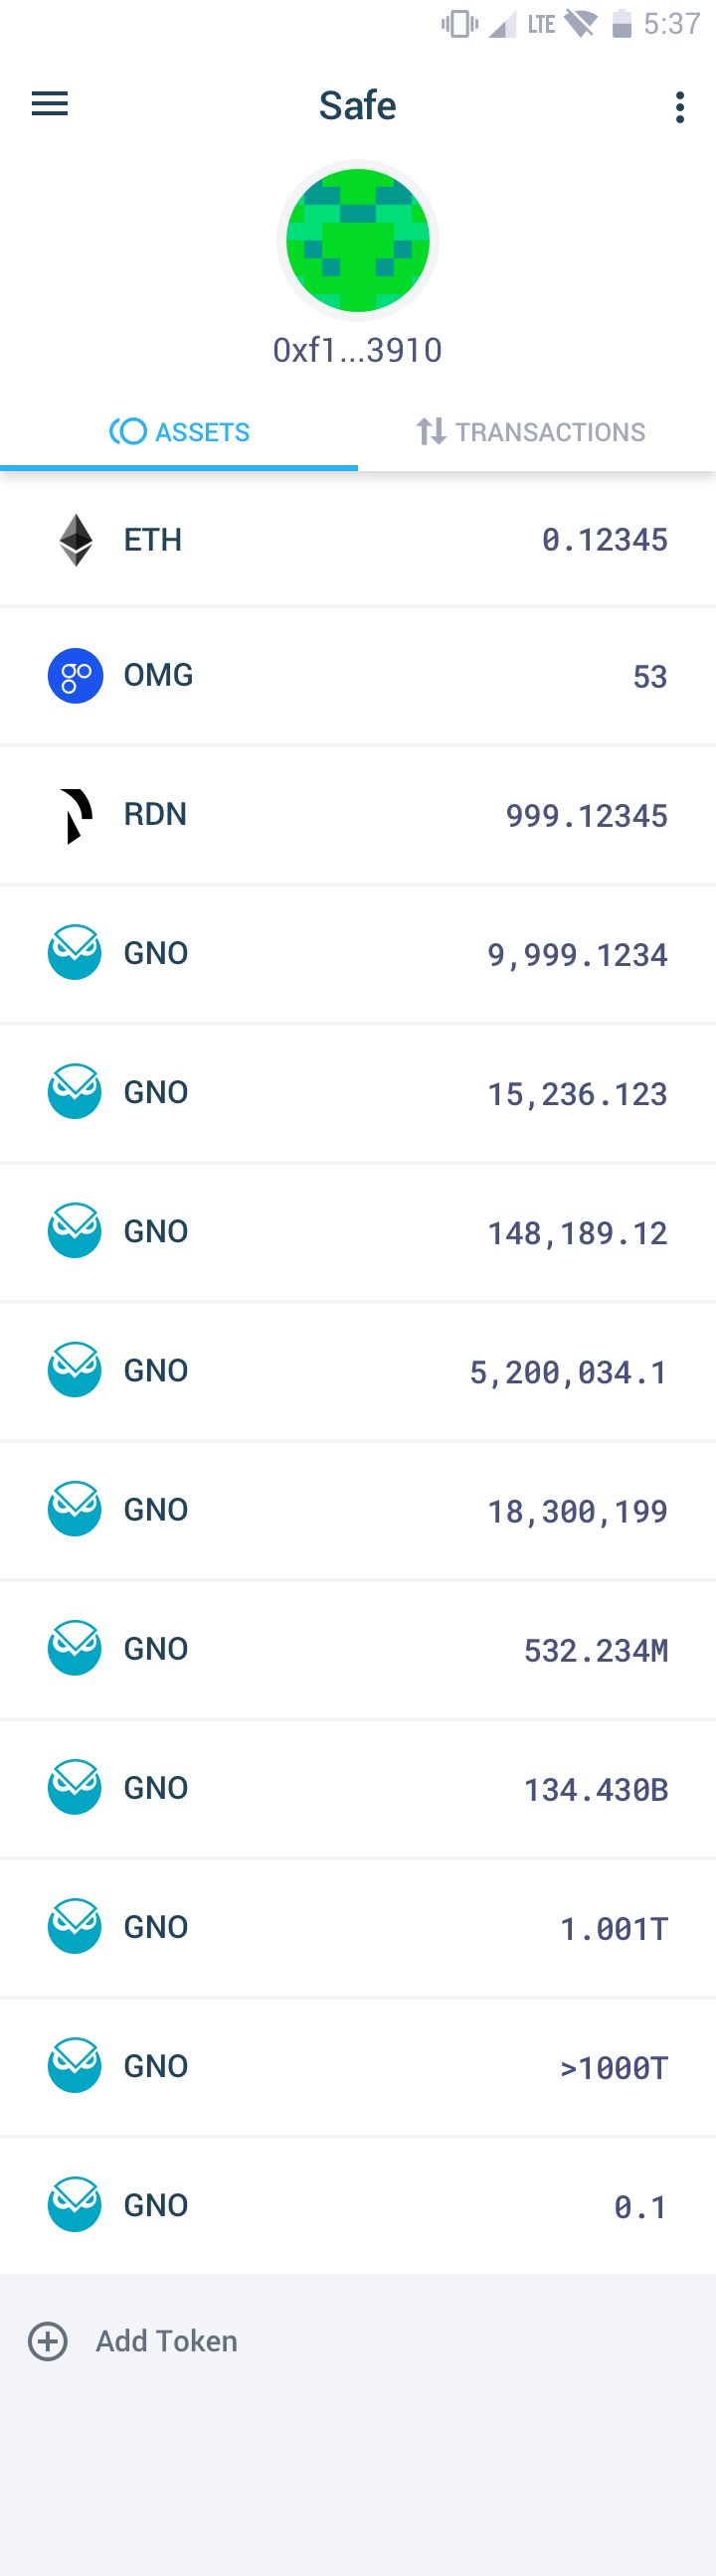 LTE 5:37
Safe
0xf1...3910
ASSETS TRANSACTIONS
ETH 0.12345
OMG 53
RDN 999.12345
GNO 9,999.1234
GNO 15,236.123
GNO 148,189.12
GNO 5,200,034.1
GNO 18,300,199
GNO 532.234M
GNO 134.430B
GNO 1.001T
GNO >1000T
GNO 0.1
Add Token